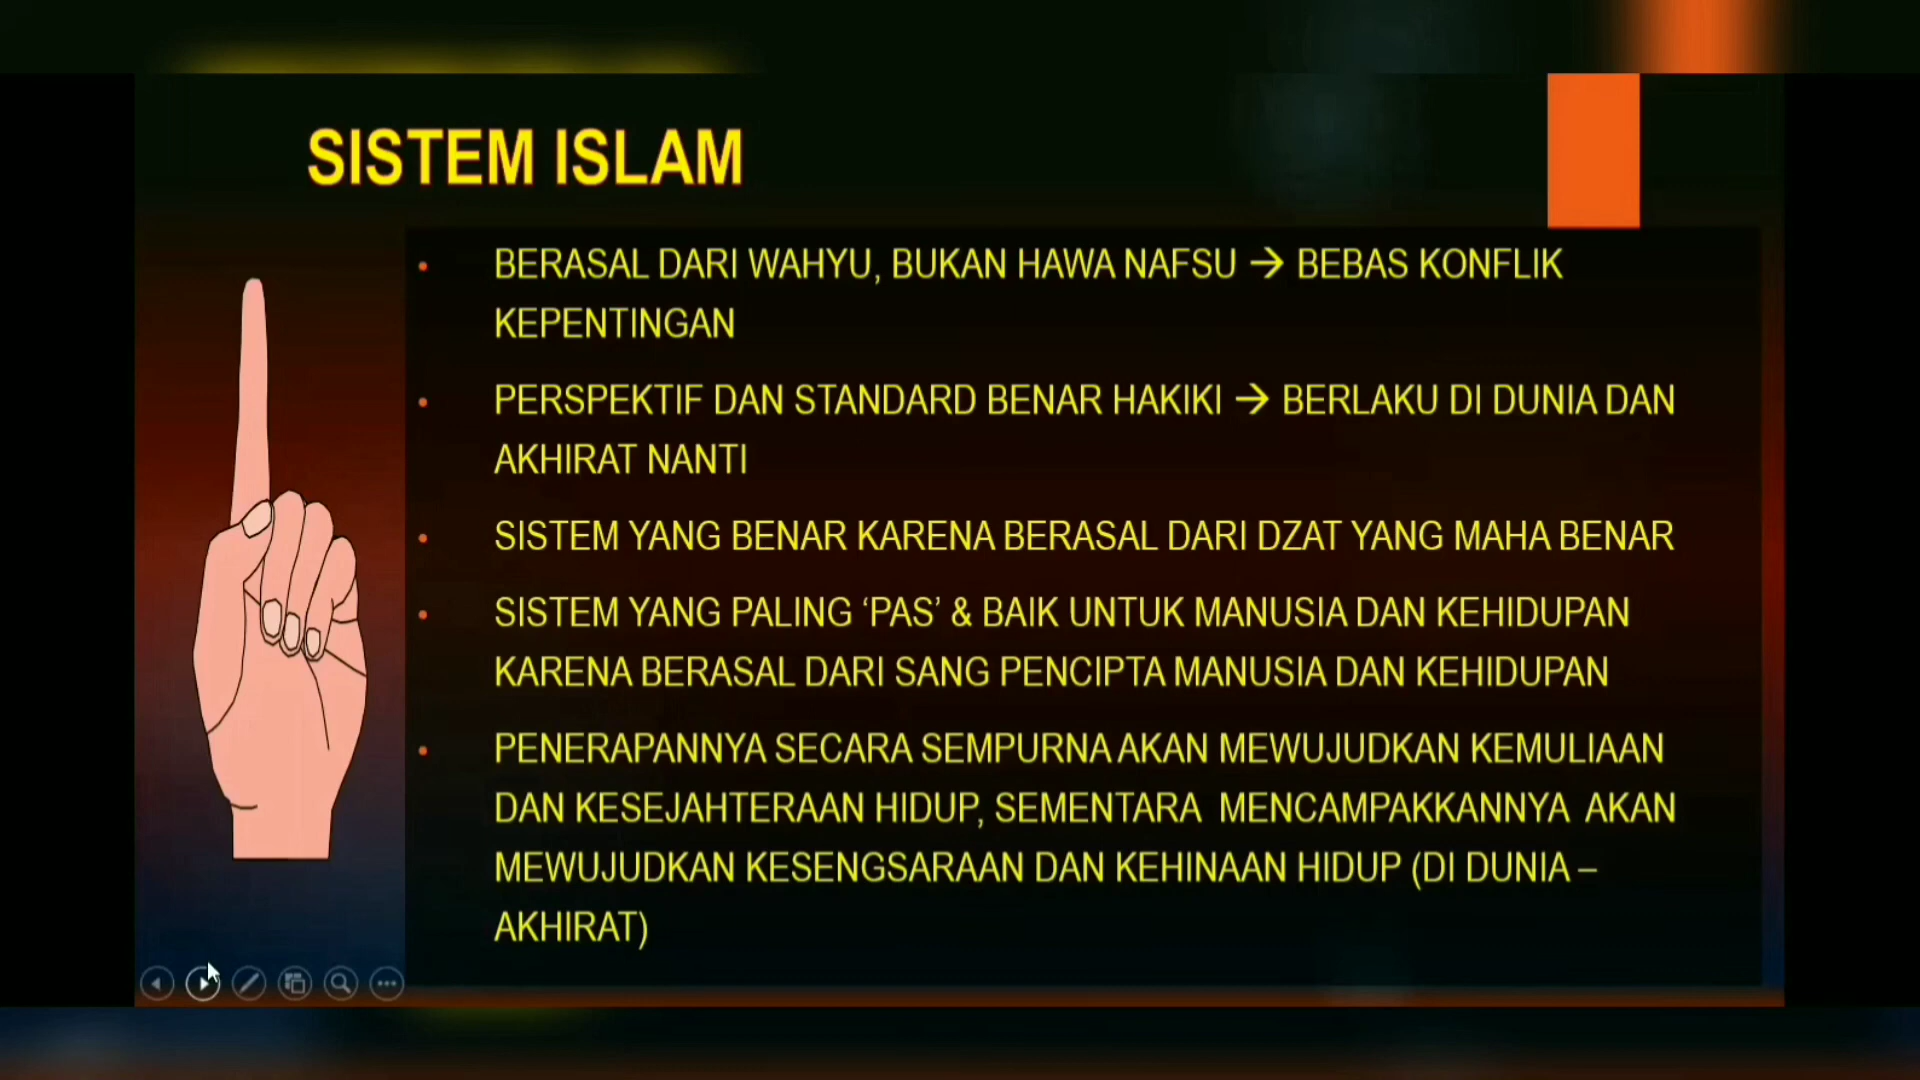 SISTEM ISLAM
• BERASAL DARI WAHYU, BUKAN HAWA NAFSU → BEBAS KONFLIK
KEPENTINGAN
• PERSPEKTIF DAN STANDARD BENAR HAKIKI → BERLAKU DI DUNIA DAN
AKHIRAT NANTI
• SISTEM YANG BENAR KARENA BERASAL DARI DZAT YANG MAHA BENAR
• SISTEM YANG PALING ‘PAS’ & BAIK UNTUK MANUSIA DAN KEHIDUPAN
KARENA BERASAL DARI SANG PENCIPTA MANUSIA DAN KEHIDUPAN
• PENERAPANNYA SECARA SEMPURNA AKAN MEWUJUDKAN KEMULIAAN
DAN KESEJAHTERAAN HIDUP, SEMENTARA MENCAMPAKKANNYA AKAN
MEWUJUDKAN KESENGSARAAN DAN KEHINAAN HIDUP (DI DUNIA –
AKHIRAT)